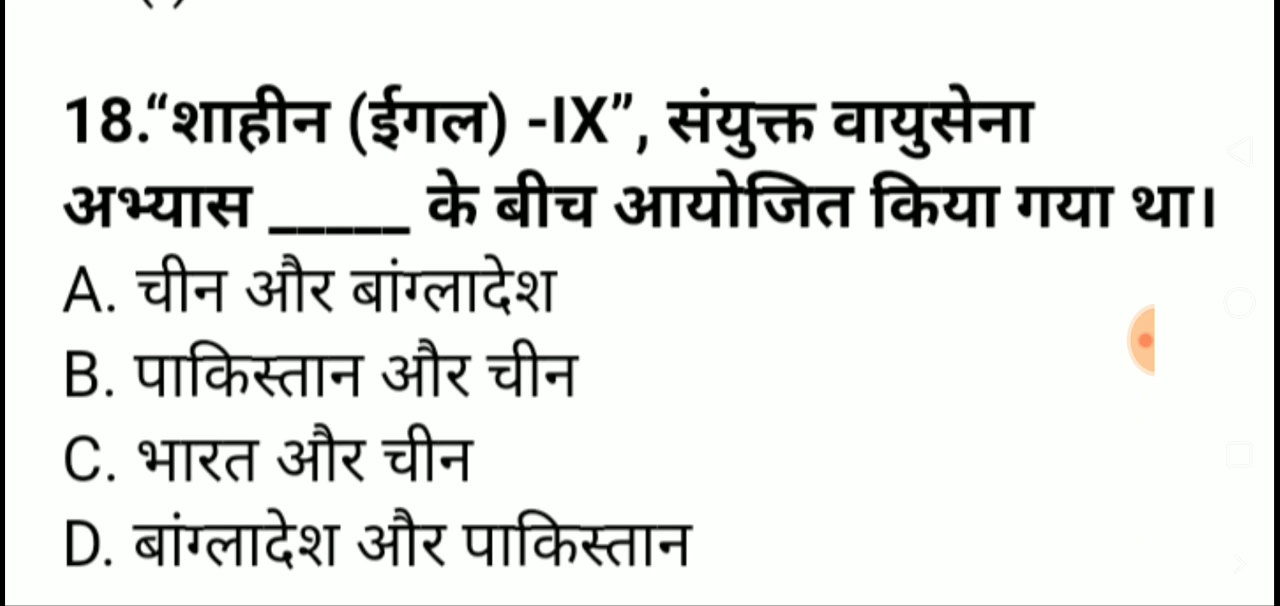 18.“शाहीन (ईगल) -IX”, संयुक्त वायुसेना
अभ्यास _____ के बीच आयोजित किया गया था।
A. चीन और बांग्लादेश
B. पाकिस्तान और चीन
C. भारत और चीन
D. बांग्लादेश और पाकिस्तान